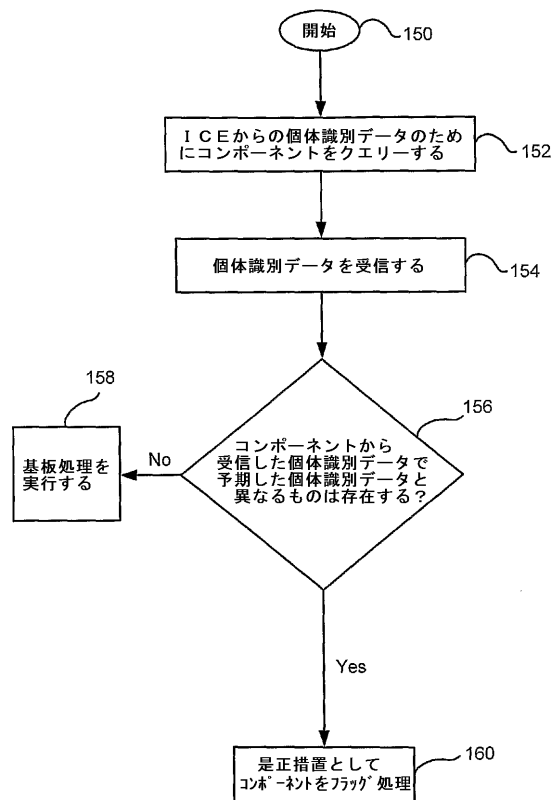 開始
150
ＩＣＥからの個体識別データのため
にコンポーネントをクエリーする
152
個体識別データを受信する
154
158
156
コンポーネントから
受信した個体識別データで
予期した個体識別データと
異なるものは存在する？
No
基板処理を
実行する
Yes
是正措置として
ｺﾝﾎﾟｰﾈﾝﾄをﾌﾗｯｸﾞ処理
160